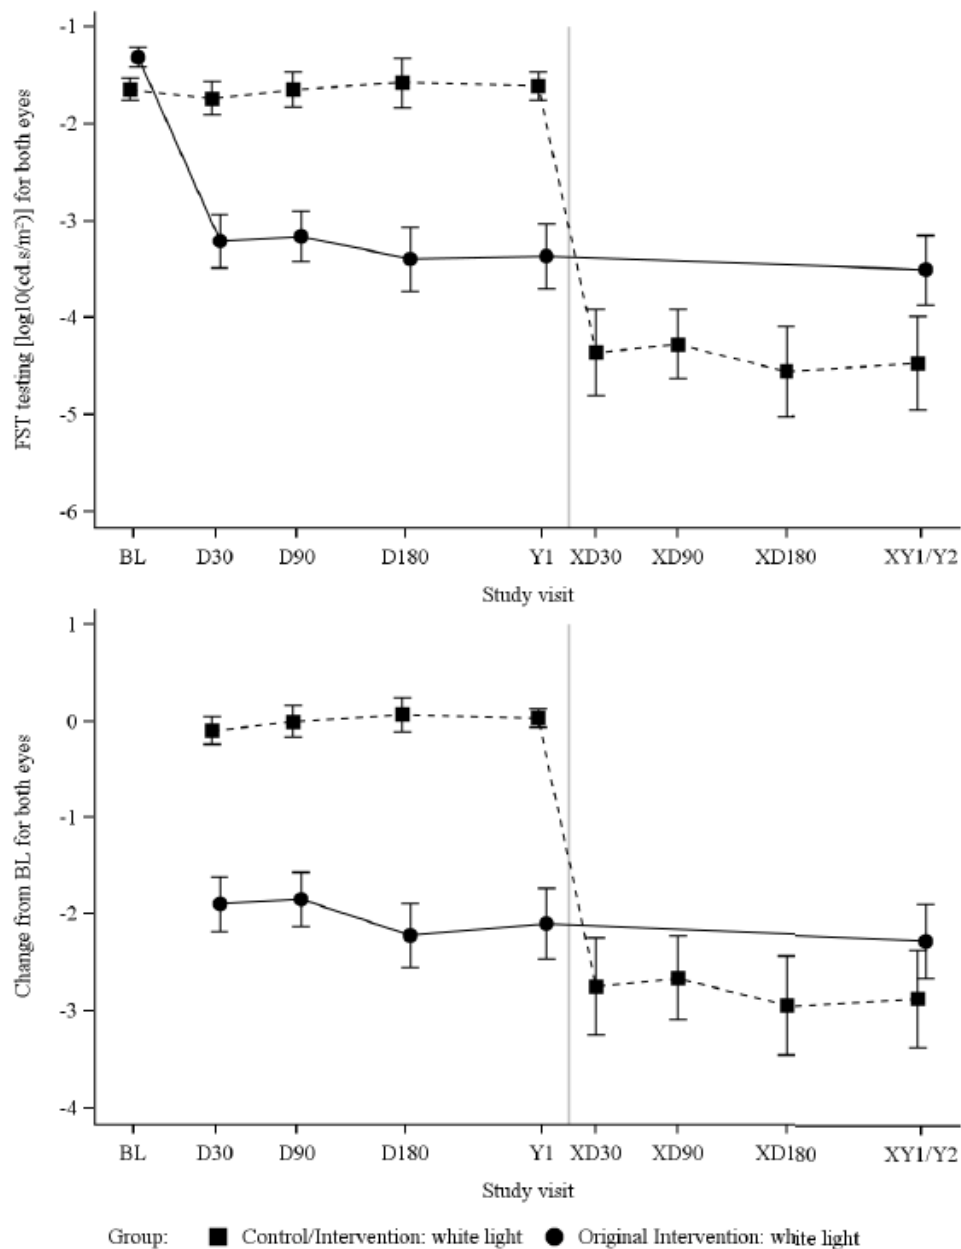 FST testing [log10(cd.s/m²)] for both eyes
-1
-2
-3
-4
-5
-6
BL D30 D90 D180 Y1 XD30 XD90 XD180 XY1/Y2
Study visit
Change from BL for both eyes
1
0
-1
-2
-3
-4
BL D30 D90 D180 Y1 XD30 XD90 XD180 XY1/Y2
Study visit
Group: Control/Intervention: white light Original Intervention: white light